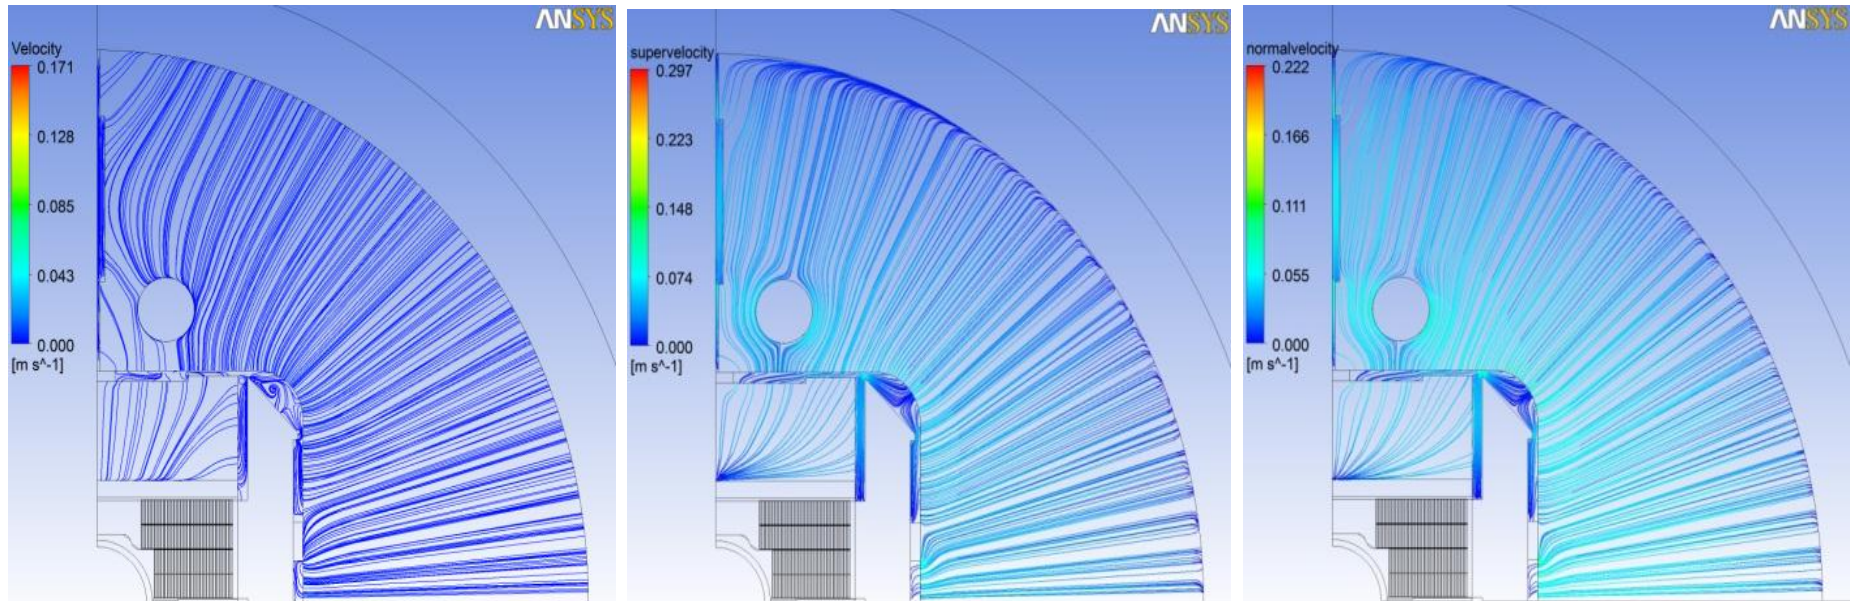 ANSYS
Velocity
0.171
0.128
0.085
0.043
0.000
[m s^-1]
ANSYS
supervelocity
0.297
0.223
0.148
0.074
0.000
[m s^-1]
ANSYS
normalvelocity
0.222
0.166
0.111
0.055
0.000
[m s^-1]